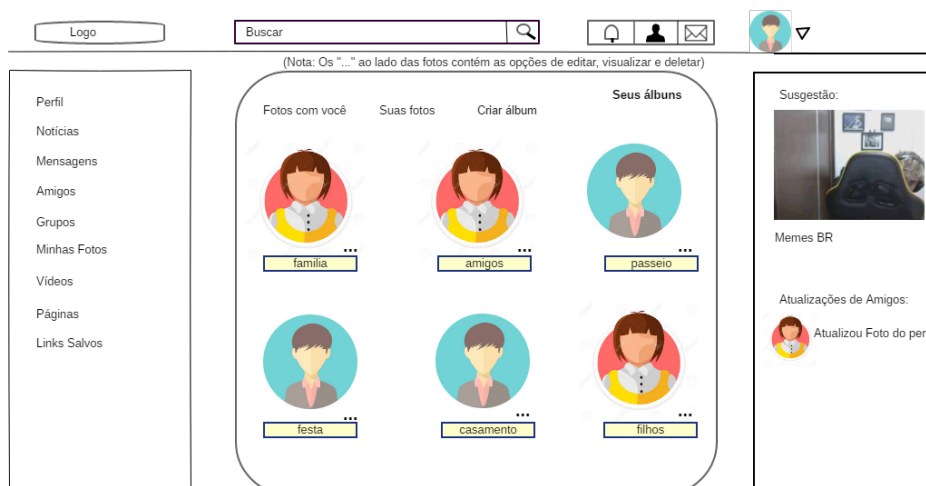 Logo
Buscar
(Nota: Os "..." ao lado das fotos contém as opções de editar, visualizar e deletar)
Perfil
Notícias
Mensagens
Amigos
Grupos
Minhas Fotos
Vídeos
Páginas
Links Salvos
Fotos com você
Suas fotos
Criar álbum
Seus álbuns
...
familia
...
amigos
...
passeio
...
festa
...
casamento
...
filhos
Susgestão:
Memes BR
Atualizações de Amigos:
Atualizou Foto do per